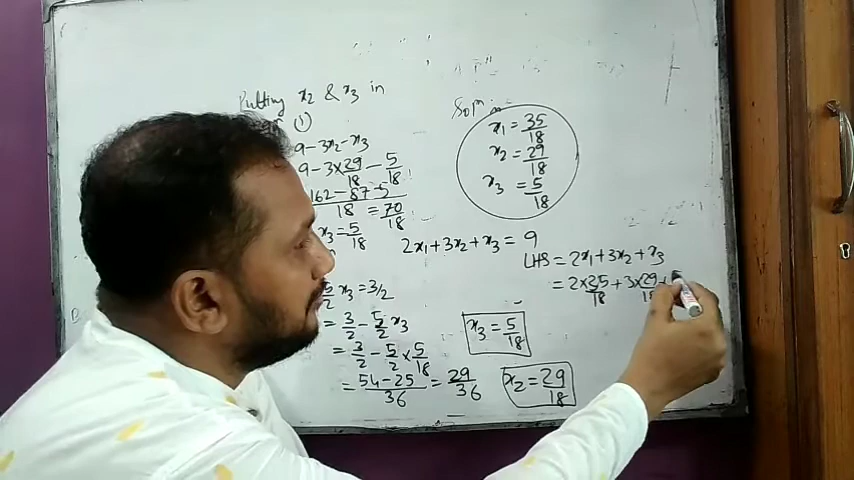 Putting x2 & x3 in
①
9-3x2-x3
9-3×29/18-5/18
162-87-5/18 = 70/18
x3=5/18
x3=3/2
= 3/2 - 5/2 x3
= 3/2 - 5/2 × 5/18
= 54-25/36 = 29/36
Soln is
x1 = 35/18
x2 = 29/18
x3 = 5/18
2x1+3x2+x3 = 9
LHS = 2x1+3x2+x3
= 2×35/18+3×29/18+5
x3 = 5/18
x2 = 29/18